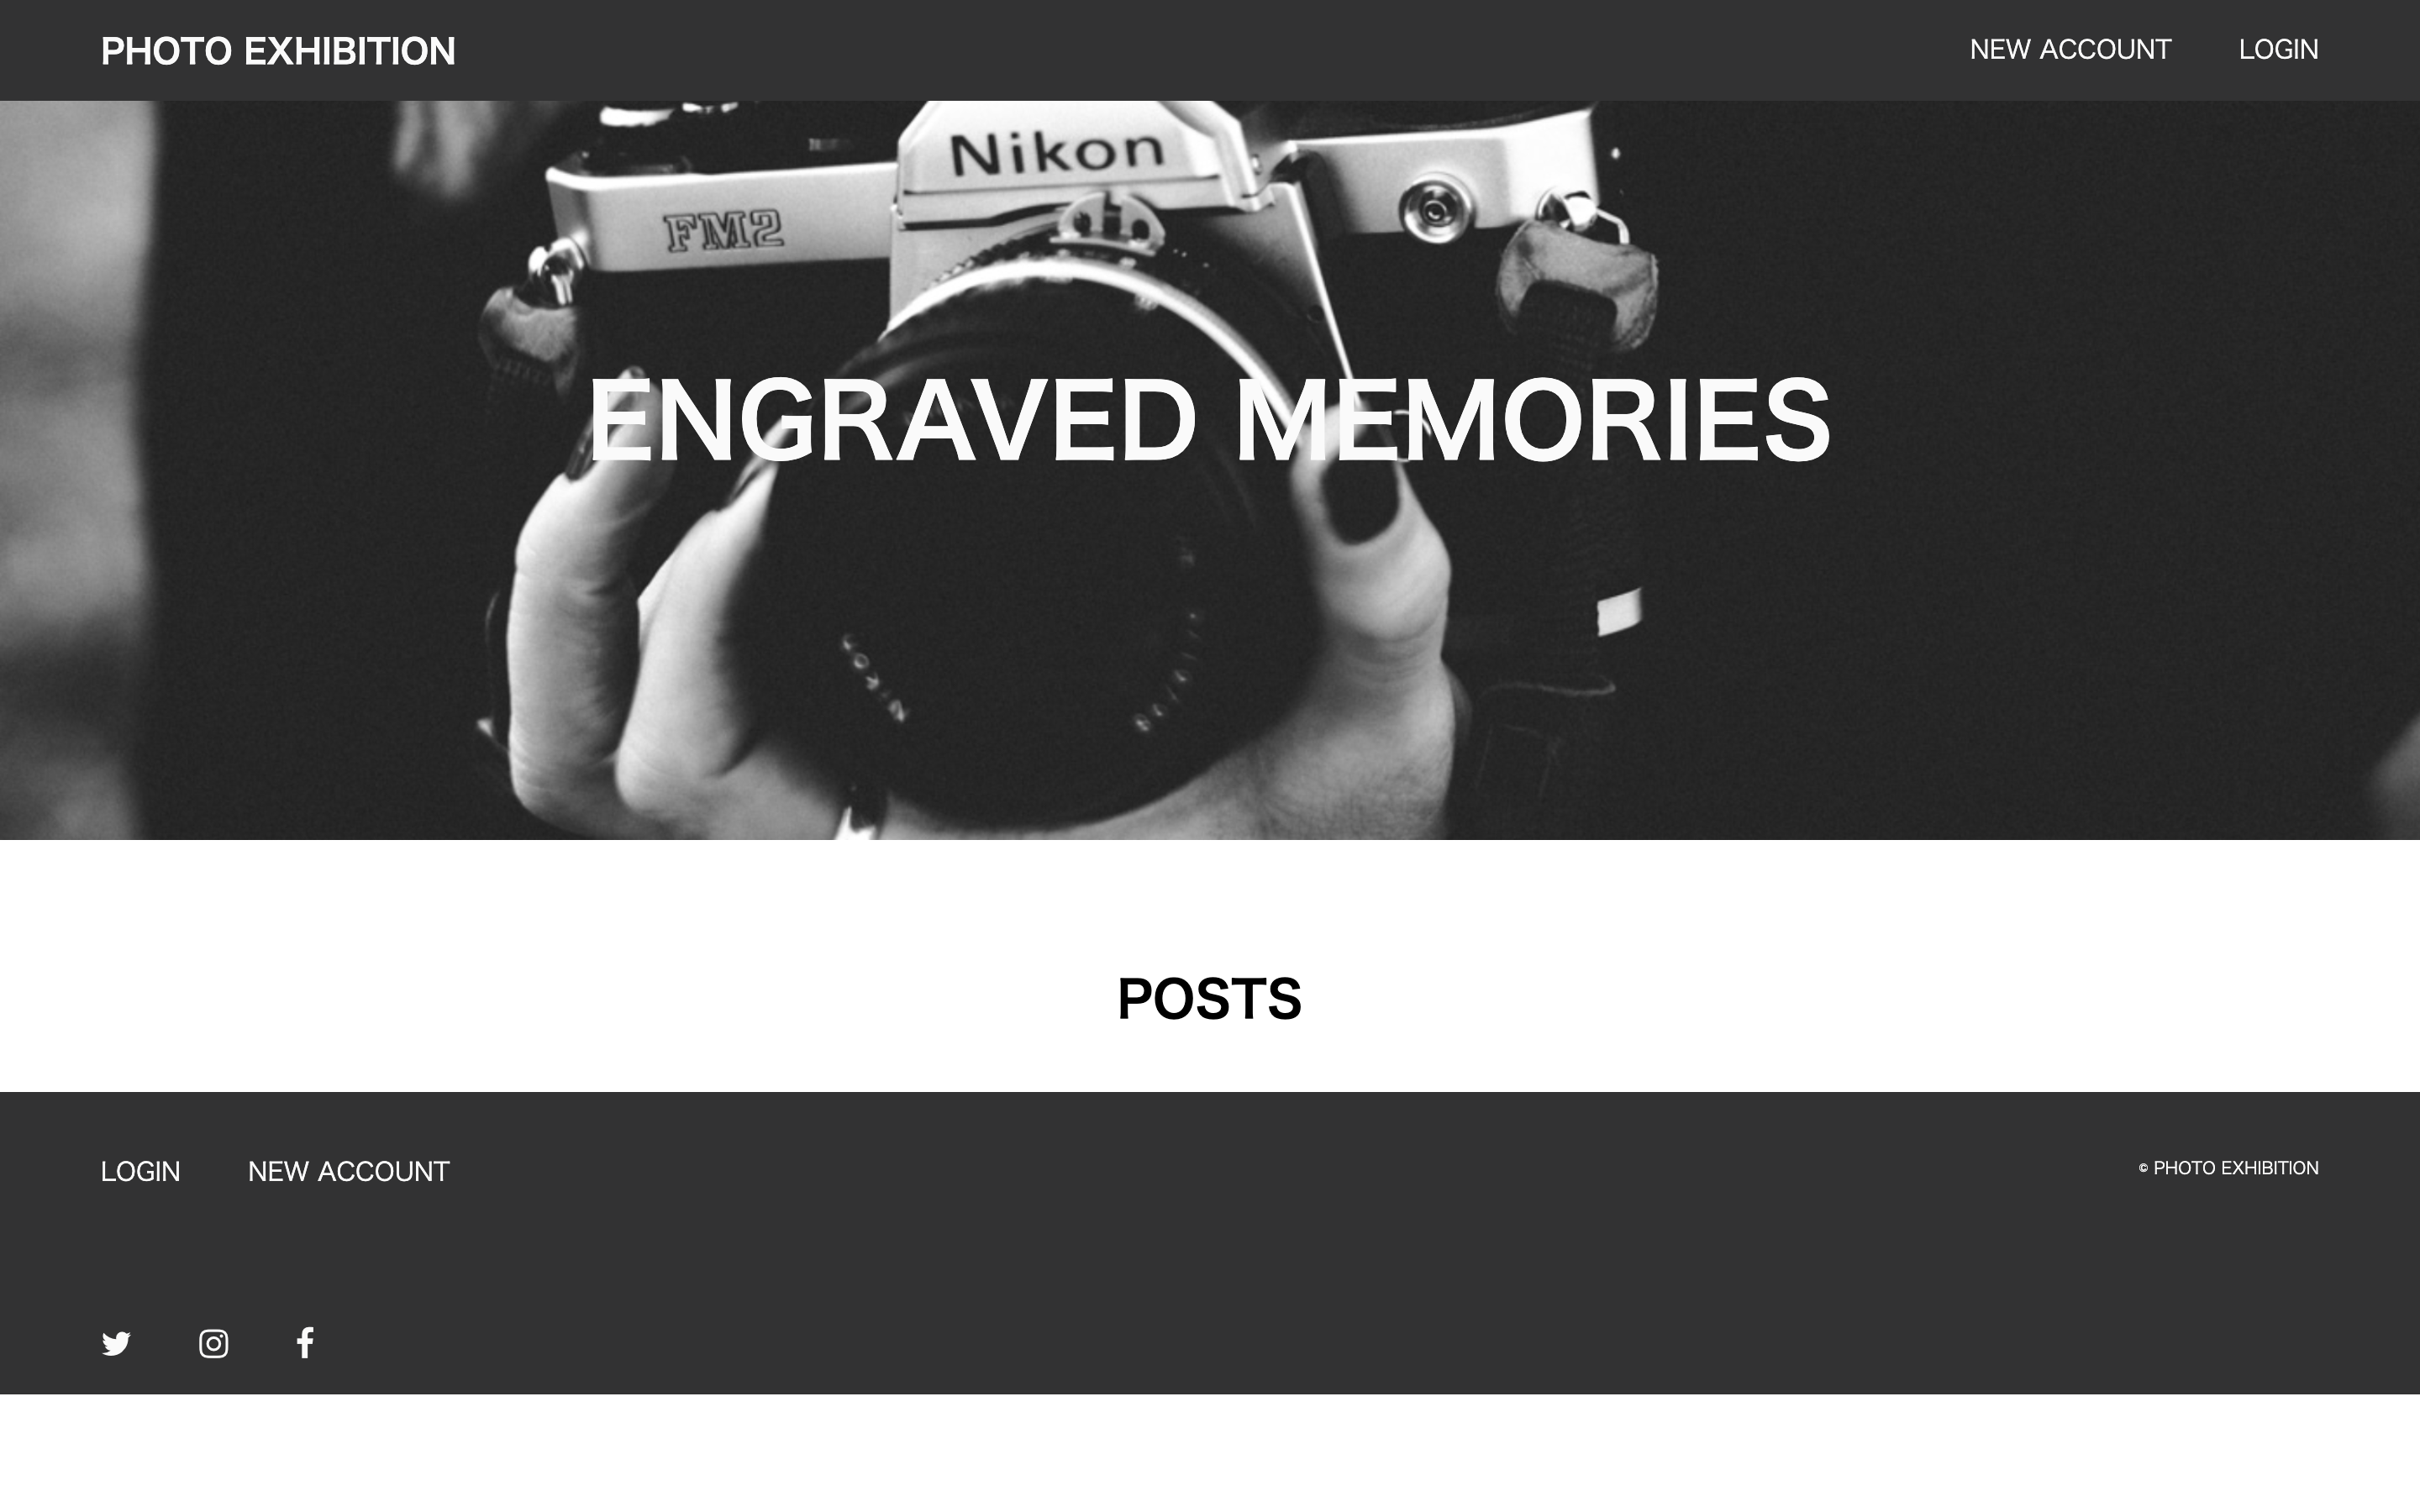 PHOTO EXHIBITION
NEW ACCOUNT LOGIN
Nikon
FM2
ENGRAVED MEMORIES
POSTS
LOGIN NEW ACCOUNT
© PHOTO EXHIBITION